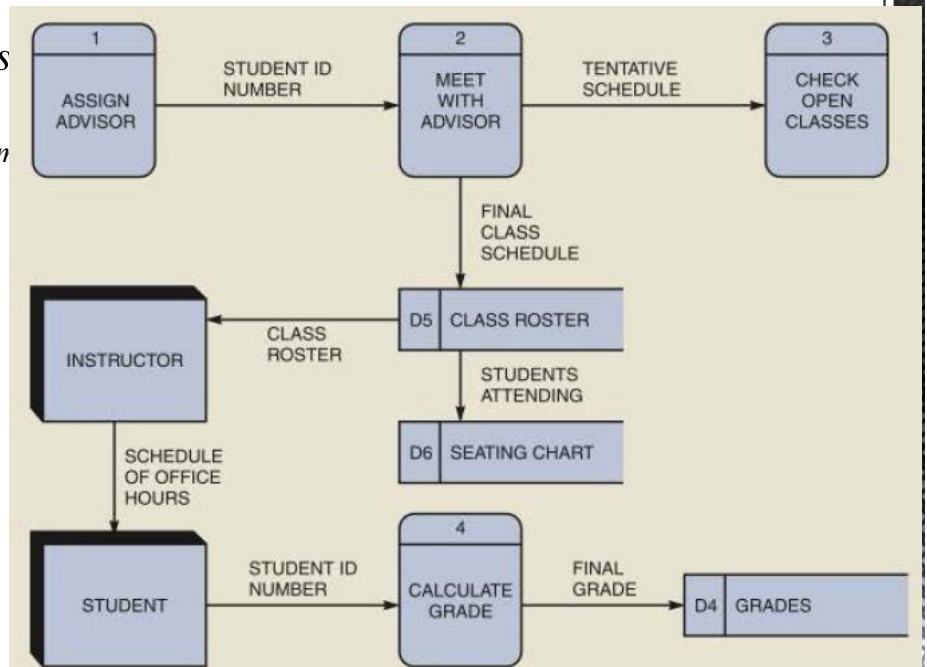 1
ASSIGN
ADVISOR
STUDENT ID
NUMBER
2
MEET
WITH
ADVISOR
TENTATIVE
SCHEDULE
3
CHECK
OPEN
CLASSES
FINAL
CLASS
SCHEDULE
INSTRUCTOR
CLASS
ROSTER
D5 CLASS ROSTER
STUDENTS
ATTENDING
D6 SEATING CHART
SCHEDULE
OF OFFICE
HOURS
STUDENT
STUDENT ID
NUMBER
4
CALCULATE
GRADE
FINAL
GRADE
D4 GRADES